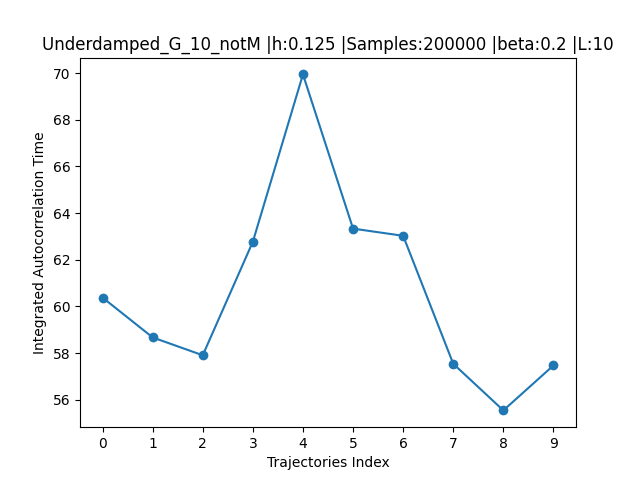 Underdamped_G_10_notM |h:0.125 |Samples:200000 |beta:0.2 |L:10
70
68
66
64
62
60
58
56
Integrated Autocorrelation Time
0 1 2 3 4 5 6 7 8 9
Trajectories Index